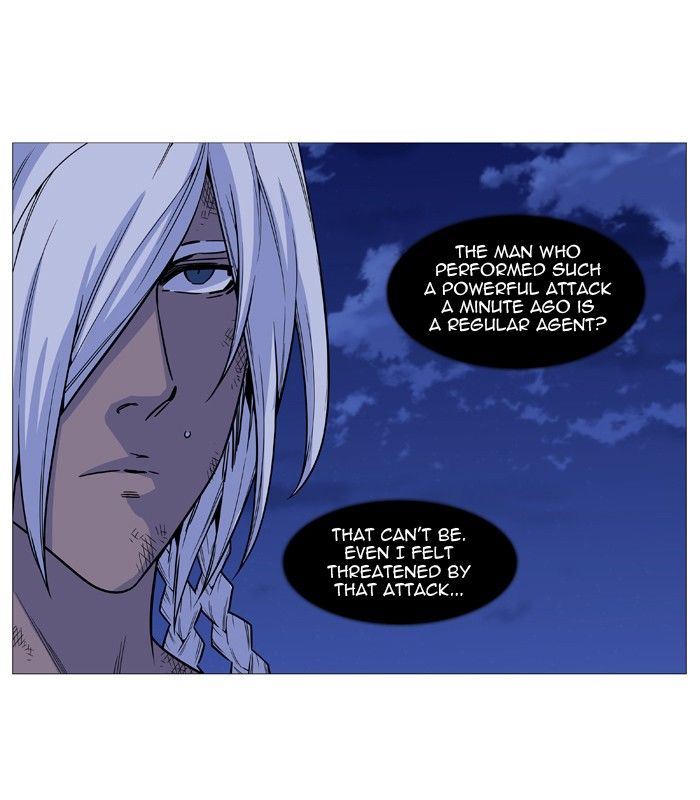 THE MAN WHO
PERFORMED SUCH
A POWERFUL ATTACK
A MINUTE AGO IS
A REGULAR AGENT?
THAT CAN'T BE.
EVEN I FELT
THREATENED BY
THAT ATTACK...